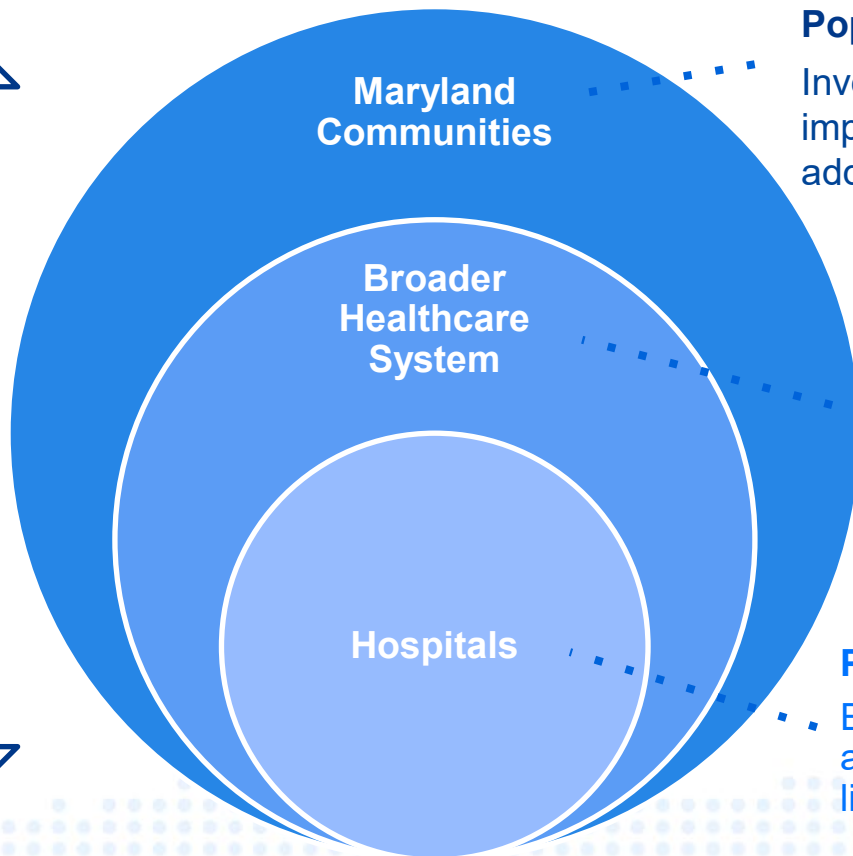 Maryland
Communities
Broader
Healthcare
System
Hospitals